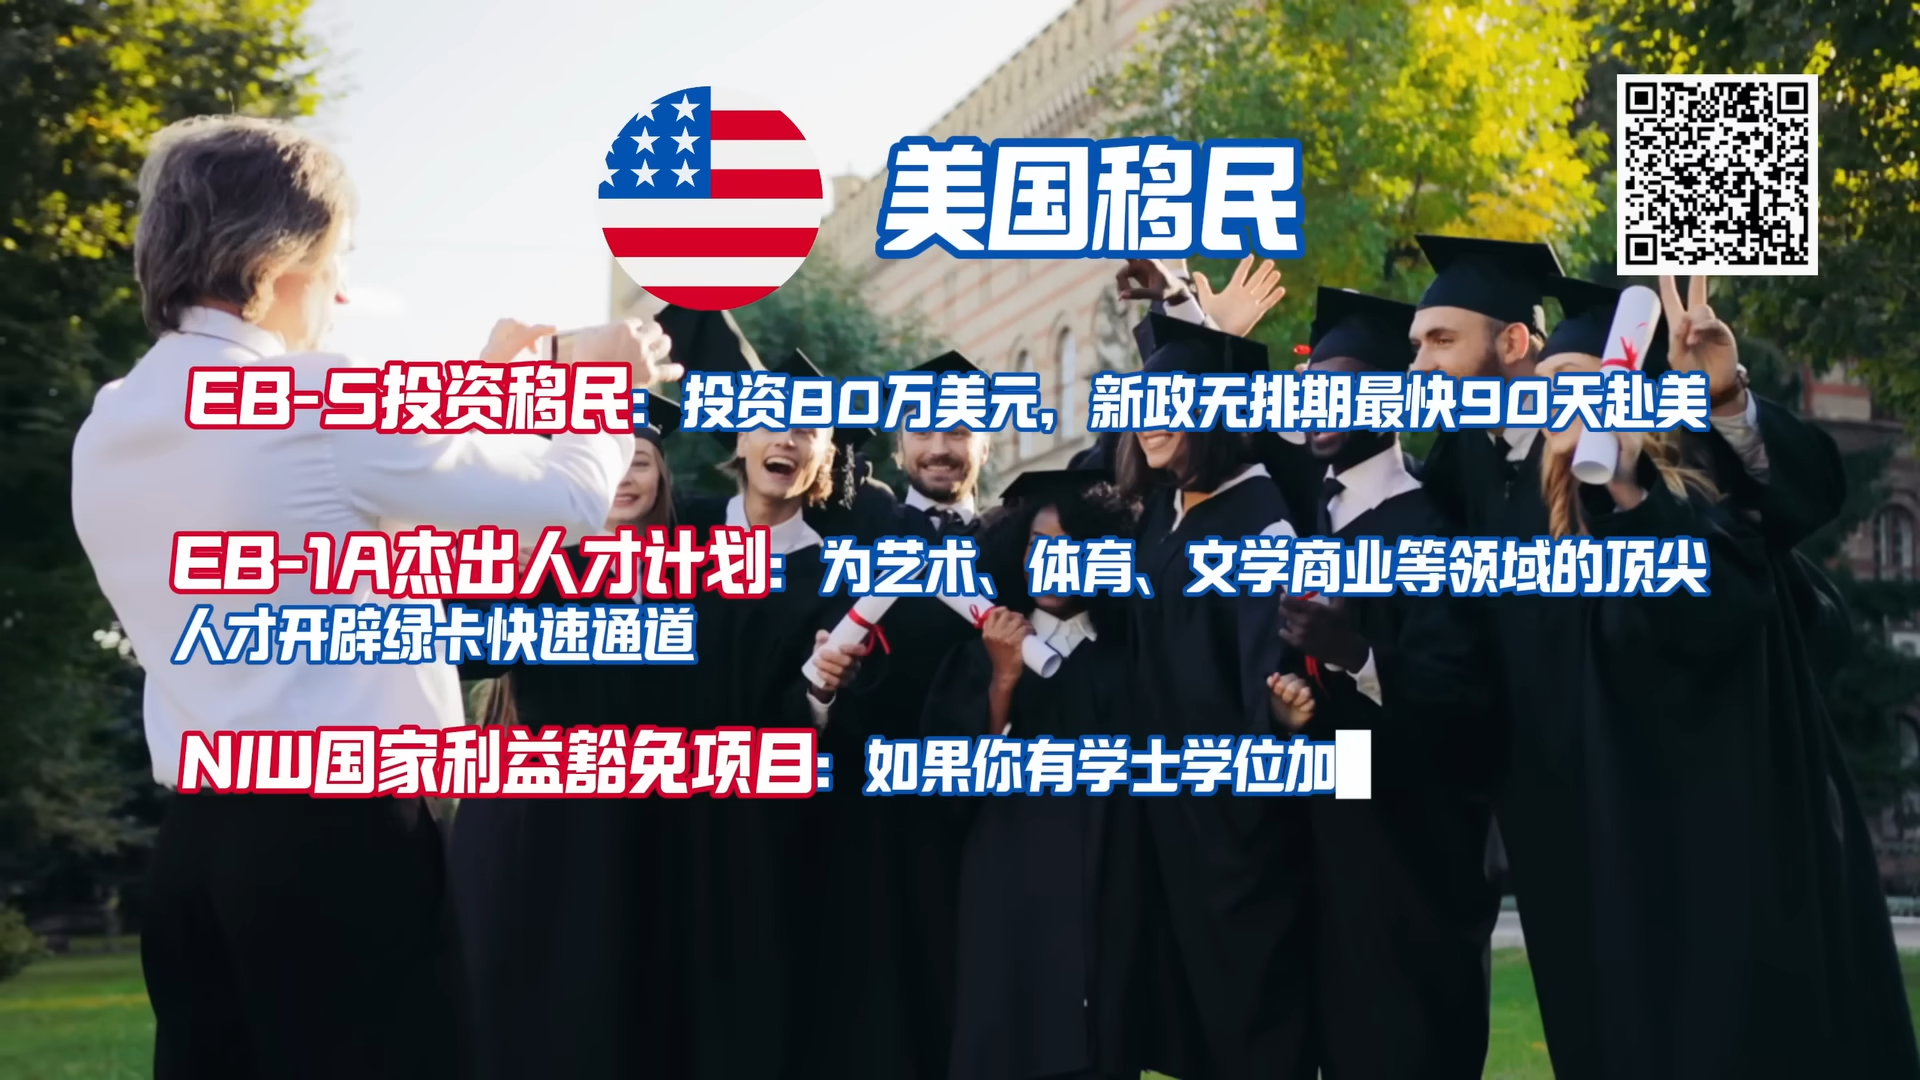 美国移民
EB-5投资移民：投资80万美元，新政无排期最快90天赴美
EB-1A杰出人才计划：为艺术、体育、文学商业等领域的顶尖
人才开辟绿卡快速通道
NIW国家利益豁免项目：如果你有学士学位加